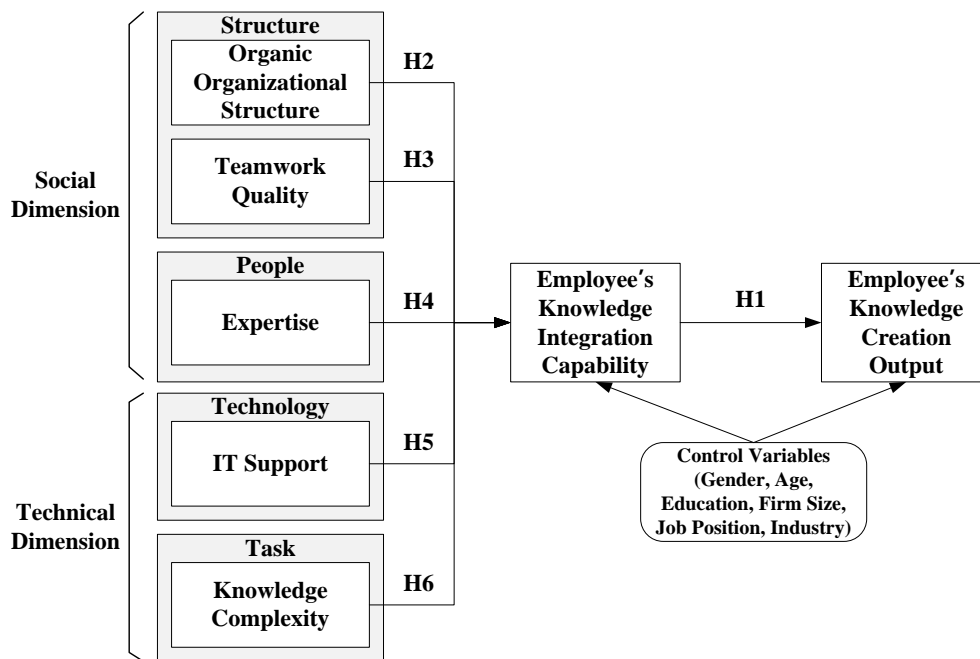 Social
Dimension
Structure
Organic
Organizational
Structure
H2
Teamwork
Quality
H3
People
Expertise
H4
Technical
Dimension
Technology
IT Support
H5
Task
Knowledge
Complexity
H6
Employee′s
Knowledge
Integration
Capability
H1
Employee′s
Knowledge
Creation
Output
Control Variables
(Gender, Age,
Education, Firm Size,
Job Position, Industry)